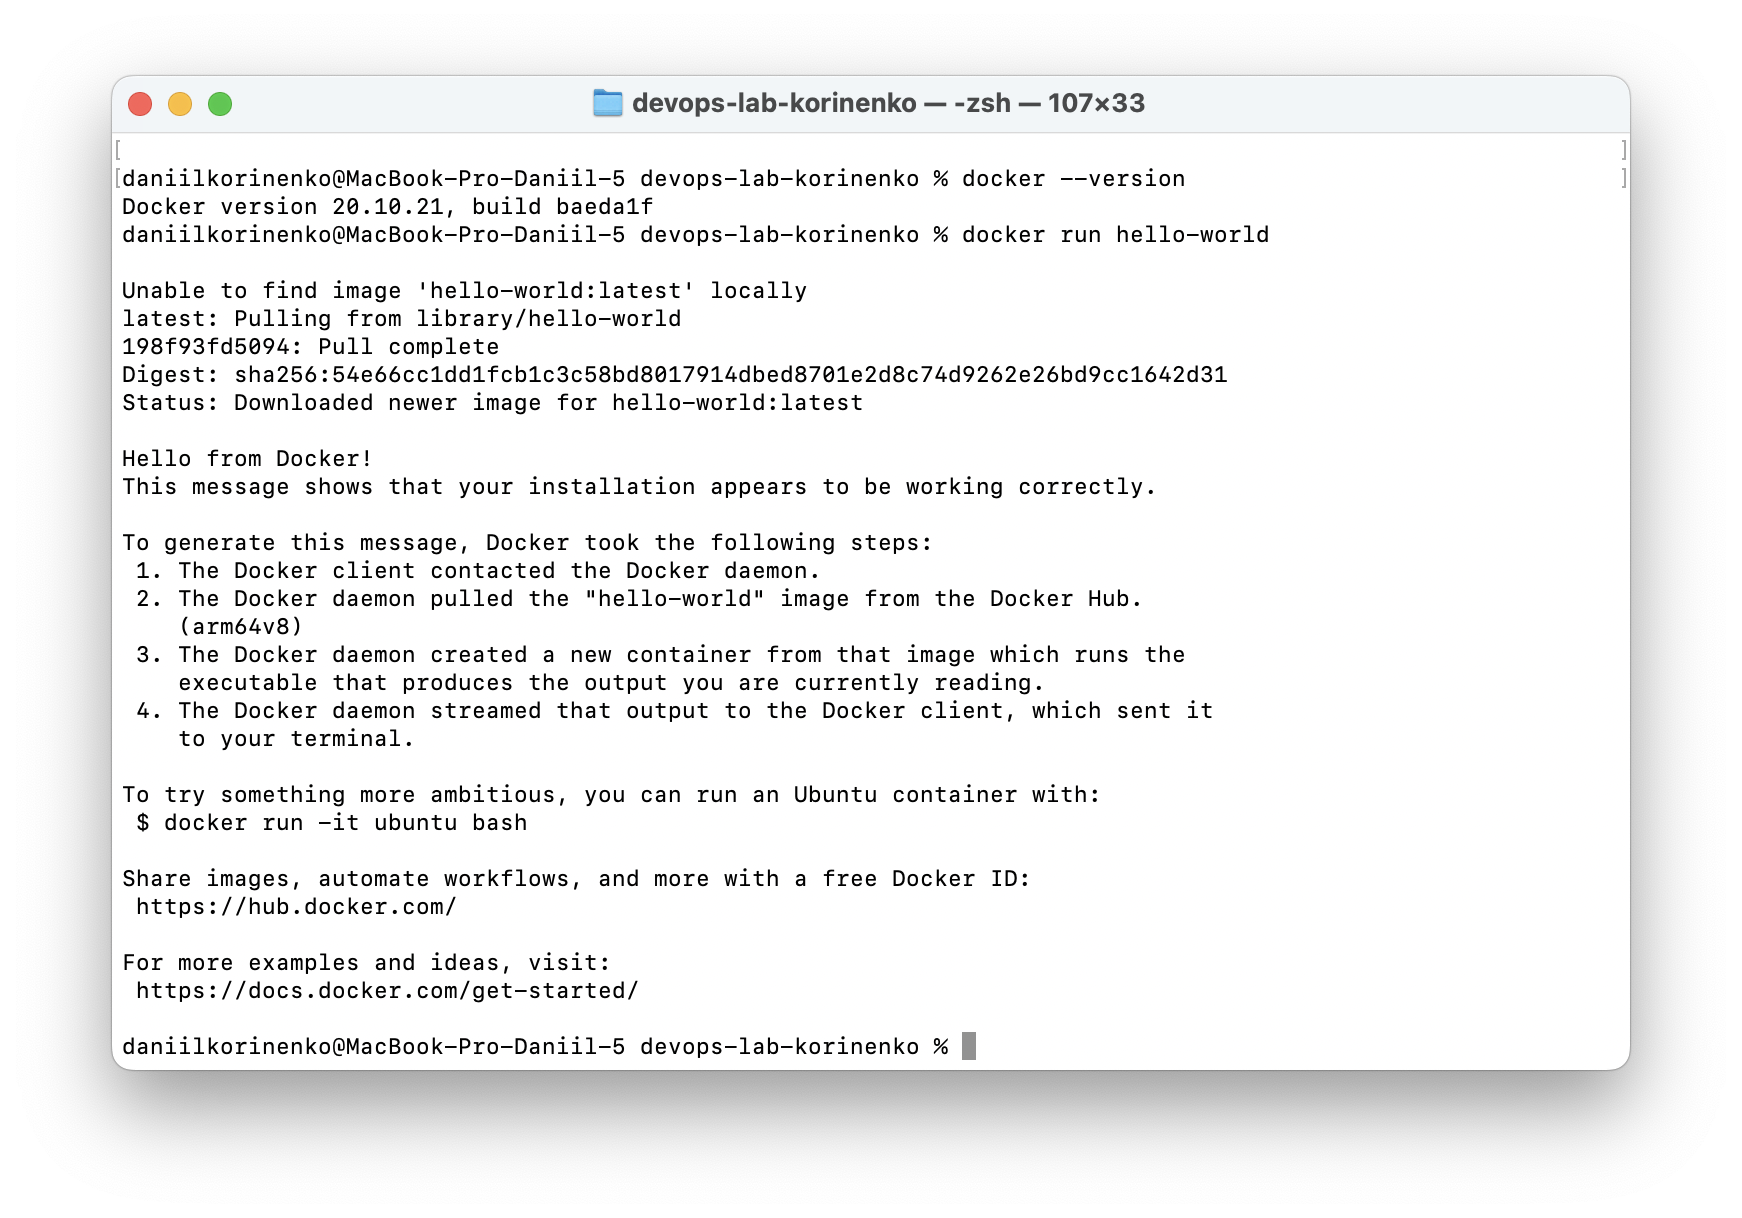 devops-lab-korinenko — -zsh — 107×33
[ ]
[daniilkorinenko@MacBook-Pro-Daniil-5 devops-lab-korinenko % docker --version ]
Docker version 20.10.21, build baeda1f
daniilkorinenko@MacBook-Pro-Daniil-5 devops-lab-korinenko % docker run hello-world
Unable to find image 'hello-world:latest' locally
latest: Pulling from library/hello-world
198f93fd5094: Pull complete
Digest: sha256:54e66cc1dd1fcb1c3c58bd8017914dbed8701e2d8c74d9262e26bd9cc1642d31
Status: Downloaded newer image for hello-world:latest
Hello from Docker!
This message shows that your installation appears to be working correctly.
To generate this message, Docker took the following steps:
1. The Docker client contacted the Docker daemon.
2. The Docker daemon pulled the "hello-world" image from the Docker Hub.
(arm64v8)
3. The Docker daemon created a new container from that image which runs the
executable that produces the output you are currently reading.
4. The Docker daemon streamed that output to the Docker client, which sent it
to your terminal.
To try something more ambitious, you can run an Ubuntu container with:
$ docker run -it ubuntu bash
Share images, automate workflows, and more with a free Docker ID:
https://hub.docker.com/
For more examples and ideas, visit:
https://docs.docker.com/get-started/
daniilkorinenko@MacBook-Pro-Daniil-5 devops-lab-korinenko %